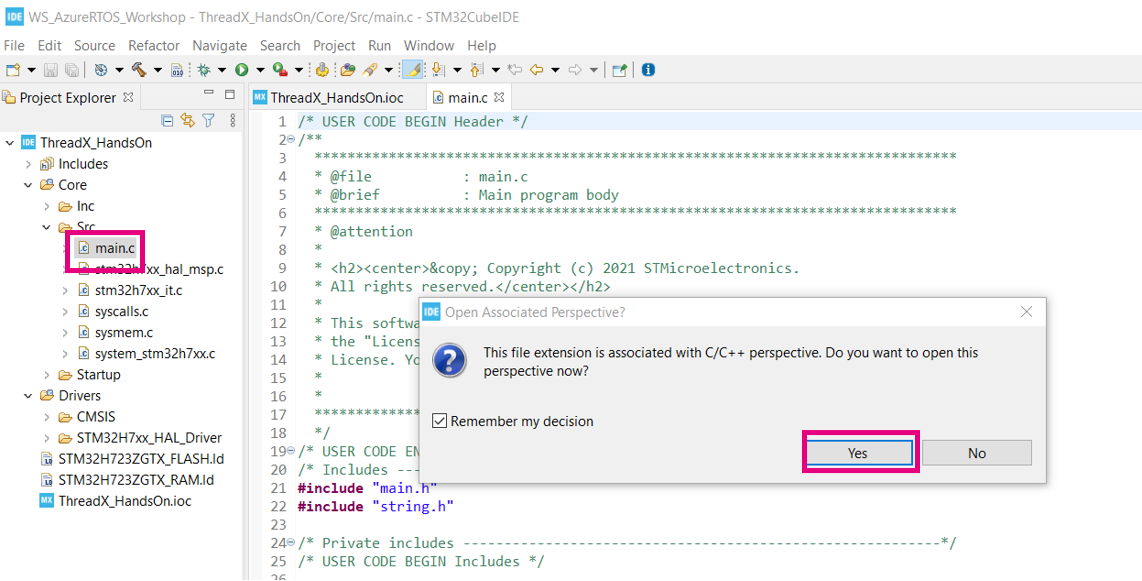 IDE WS_AzureRTOS_Workshop - ThreadX_HandsOn/Core/Src/main.c - STM32CubeIDE
File Edit Source Refactor Navigate Search Project Run Window Help
Project Explorer
IDE ThreadX_HandsOn
Includes
Core
Inc
Src
main.c
stm32h7xx_hal_msp.c
stm32h7xx_it.c
syscalls.c
sysmem.c
system_stm32h7xx.c
Startup
Drivers
CMSIS
STM32H7xx_HAL_Driver
STM32H723ZGTX_FLASH.ld
STM32H723ZGTX_RAM.ld
MX ThreadX_HandsOn.ioc
MX ThreadX_HandsOn.ioc main.c
1 /* USER CODE BEGIN Header */
2 /**
3 ******************************************************************************
4 * @file : main.c
5 * @brief : Main program body
6 ******************************************************************************
7 * @attention
8 *
9 * <h2><center>&copy; Copyright (c) 2021 STMicroelectronics.
10 * All rights reserved.</center></h2>
11 *
12 * This softwa
13 * the "Licens
14 * License. Yo
15 *
16 *
17 *************
18 */
19 /* USER CODE EN
20 /* Includes ---
21 #include "main.h"
22 #include "string.h"
23
24 /* Private includes ----------------------------------------------------------*/
25 /* USER CODE BEGIN Includes */
26
IDE Open Associated Perspective?
This file extension is associated with C/C++ perspective. Do you want to open this
perspective now?
Remember my decision
Yes No